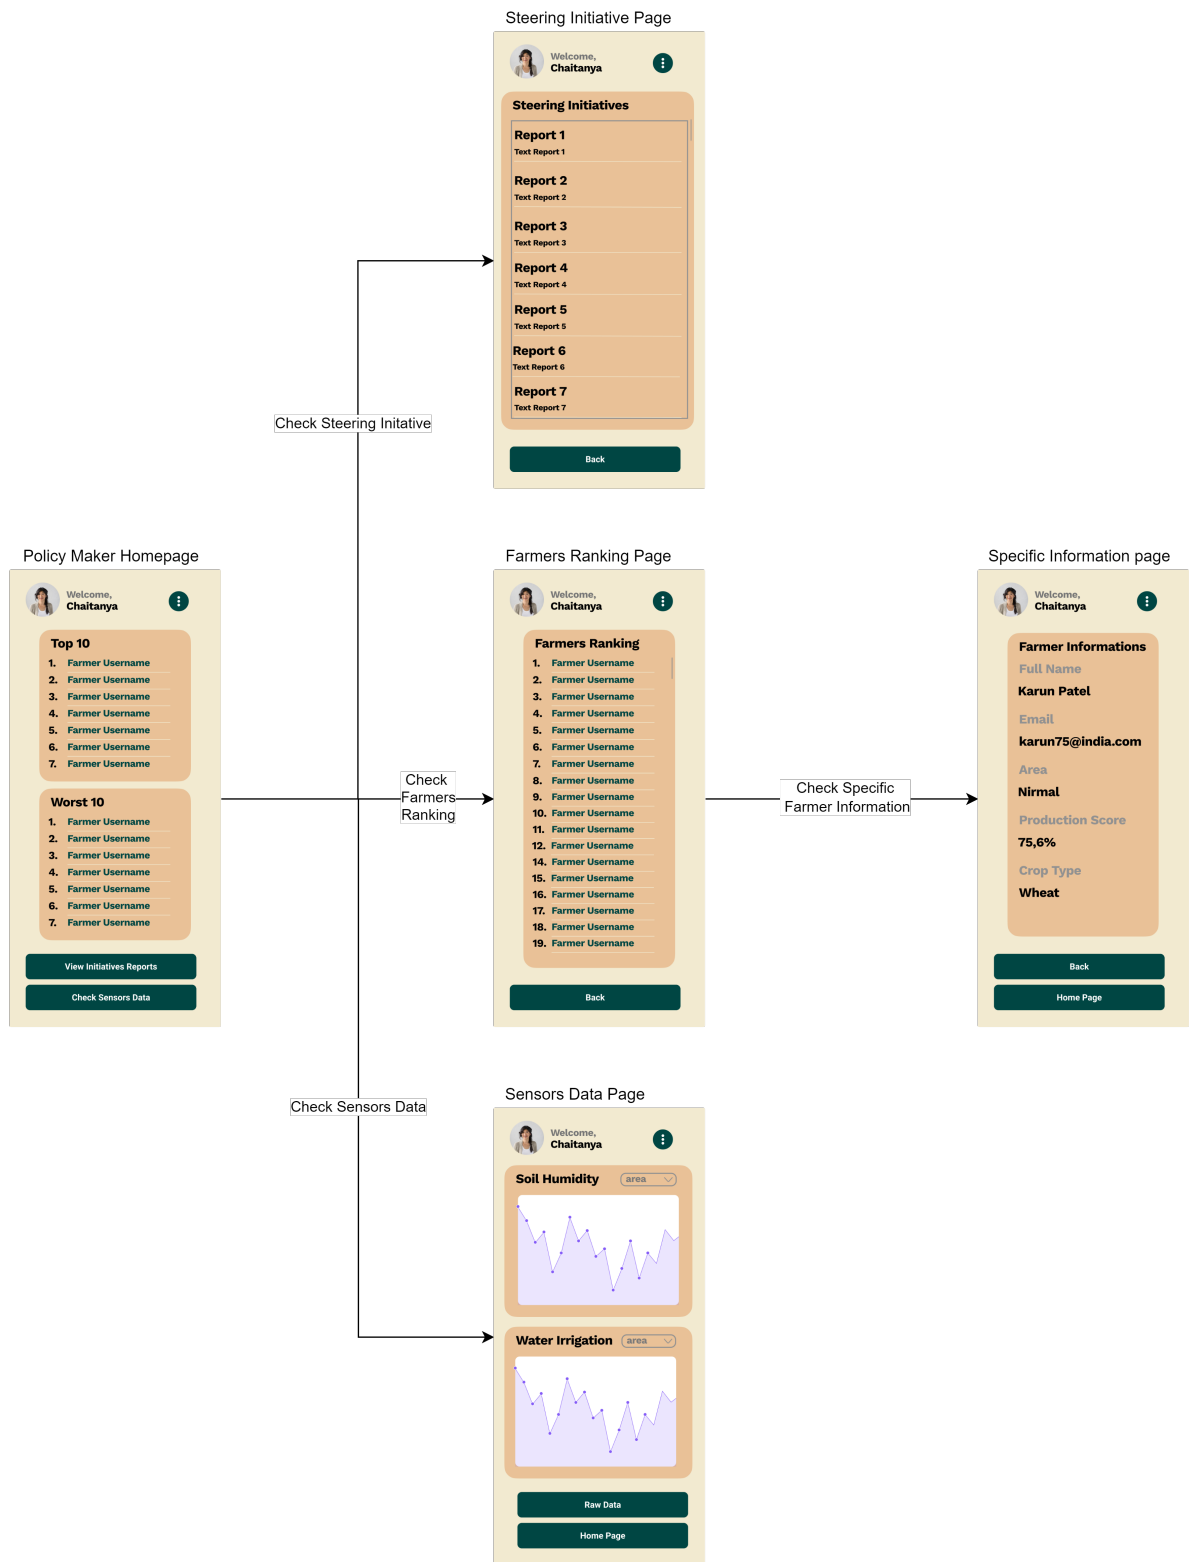 Steering Initiative Page
Welcome,
Chaitanya
Steering Initiatives
Report 1
Text Report 1
Report 2
Text Report 2
Report 3
Text Report 3
Report 4
Text Report 4
Report 5
Text Report 5
Report 6
Text Report 6
Report 7
Text Report 7
Back
Check Steering Initative
Policy Maker Homepage
Welcome,
Chaitanya
Top 10
1. Farmer Username
2. Farmer Username
3. Farmer Username
4. Farmer Username
5. Farmer Username
6. Farmer Username
7. Farmer Username
Worst 10
1. Farmer Username
2. Farmer Username
3. Farmer Username
4. Farmer Username
5. Farmer Username
6. Farmer Username
7. Farmer Username
View Initiatives Reports
Check Sensors Data
Check
Farmers
Ranking
Farmers Ranking Page
Welcome,
Chaitanya
Farmers Ranking
1. Farmer Username
2. Farmer Username
3. Farmer Username
4. Farmer Username
5. Farmer Username
6. Farmer Username
7. Farmer Username
8. Farmer Username
9. Farmer Username
10. Farmer Username
11. Farmer Username
12. Farmer Username
14. Farmer Username
15. Farmer Username
16. Farmer Username
17. Farmer Username
18. Farmer Username
19. Farmer Username
Back
Check Specific
Farmer Information
Specific Information page
Welcome,
Chaitanya
Farmer Informations
Full Name
Karun Patel
Email
karun75@india.com
Area
Nirmal
Production Score
75,6%
Crop Type
Wheat
Back
Home Page
Check Sensors Data
Sensors Data Page
Welcome,
Chaitanya
Soil Humidity
area
Water Irrigation
area
Raw Data
Home Page